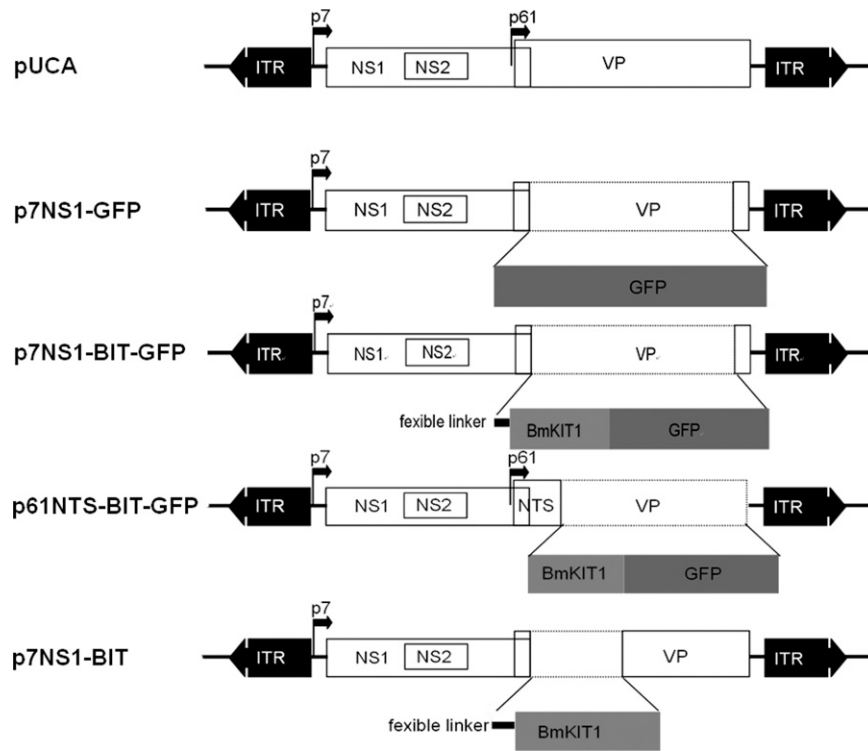 p7 p61
pUCA ITR NS1 NS2 VP ITR
p7
p7NS1-GFP ITR NS1 NS2 VP ITR
GFP
p7
p7NS1-BIT-GFP ITR NS1 NS2 VP ITR
fexible linker BmKIT1 GFP
p7 p61
p61NTS-BIT-GFP ITR NS1 NS2 NTS VP ITR
BmKIT1 GFP
p7
p7NS1-BIT ITR NS1 NS2 VP ITR
fexible linker BmKIT1